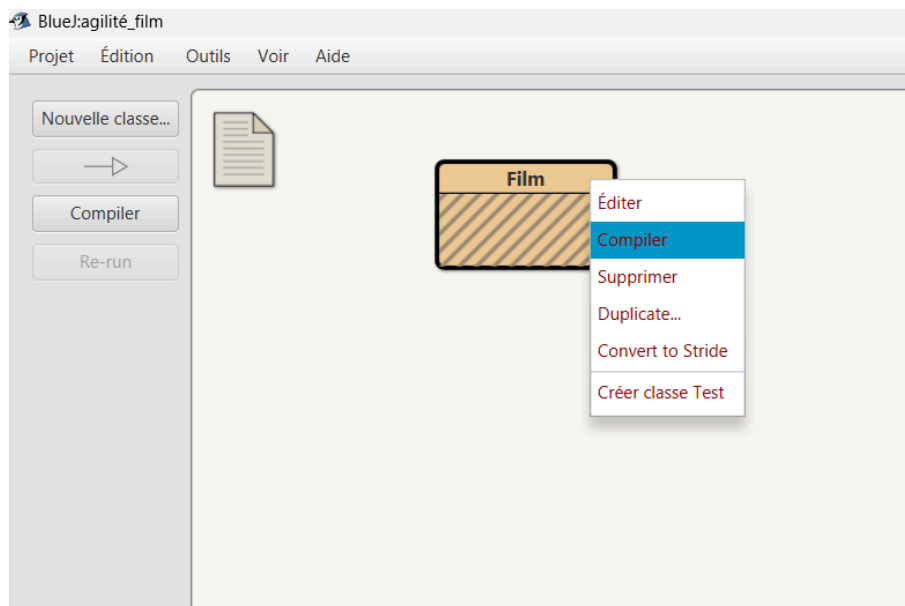 BlueJ:agilité_film
Projet Édition Outils Voir Aide
Nouvelle classe...
Compiler
Re-run
Film
Éditer
Compiler
Supprimer
Duplicate...
Convert to Stride
Créer classe Test